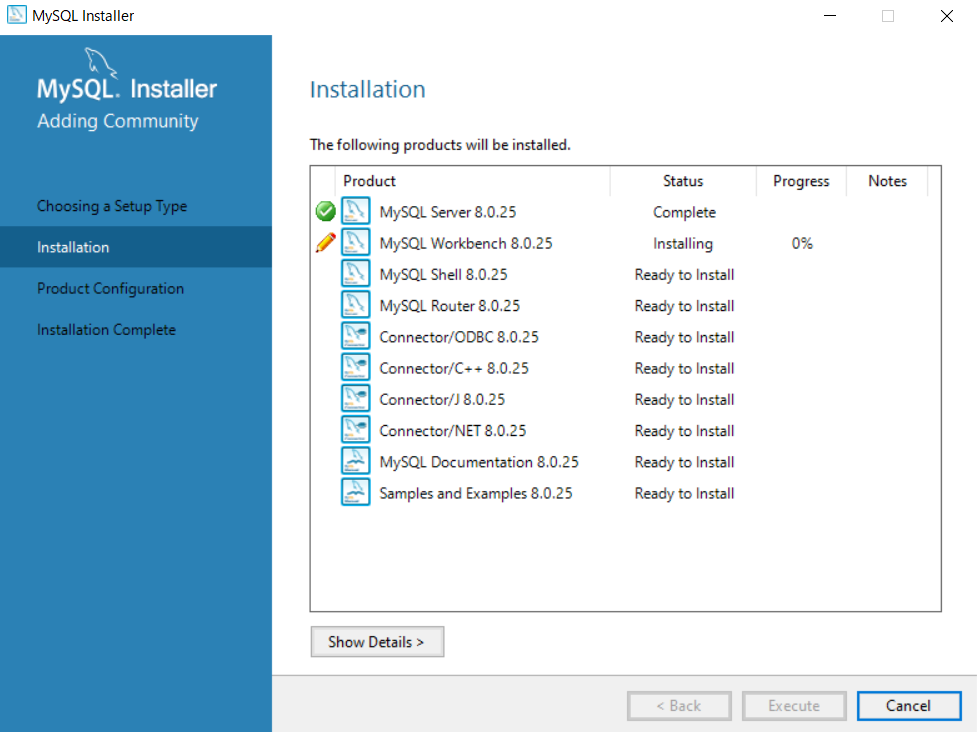 MySQL Installer
MySQL. Installer
Adding Community
Choosing a Setup Type
Installation
Product Configuration
Installation Complete
Installation
The following products will be installed.
Product Status Progress Notes
MySQL Server 8.0.25 Complete
MySQL Workbench 8.0.25 Installing 0%
MySQL Shell 8.0.25 Ready to Install
MySQL Router 8.0.25 Ready to Install
Connector/ODBC 8.0.25 Ready to Install
Connector/C++ 8.0.25 Ready to Install
Connector/J 8.0.25 Ready to Install
Connector/NET 8.0.25 Ready to Install
MySQL Documentation 8.0.25 Ready to Install
Samples and Examples 8.0.25 Ready to Install
Show Details >
< Back Execute Cancel